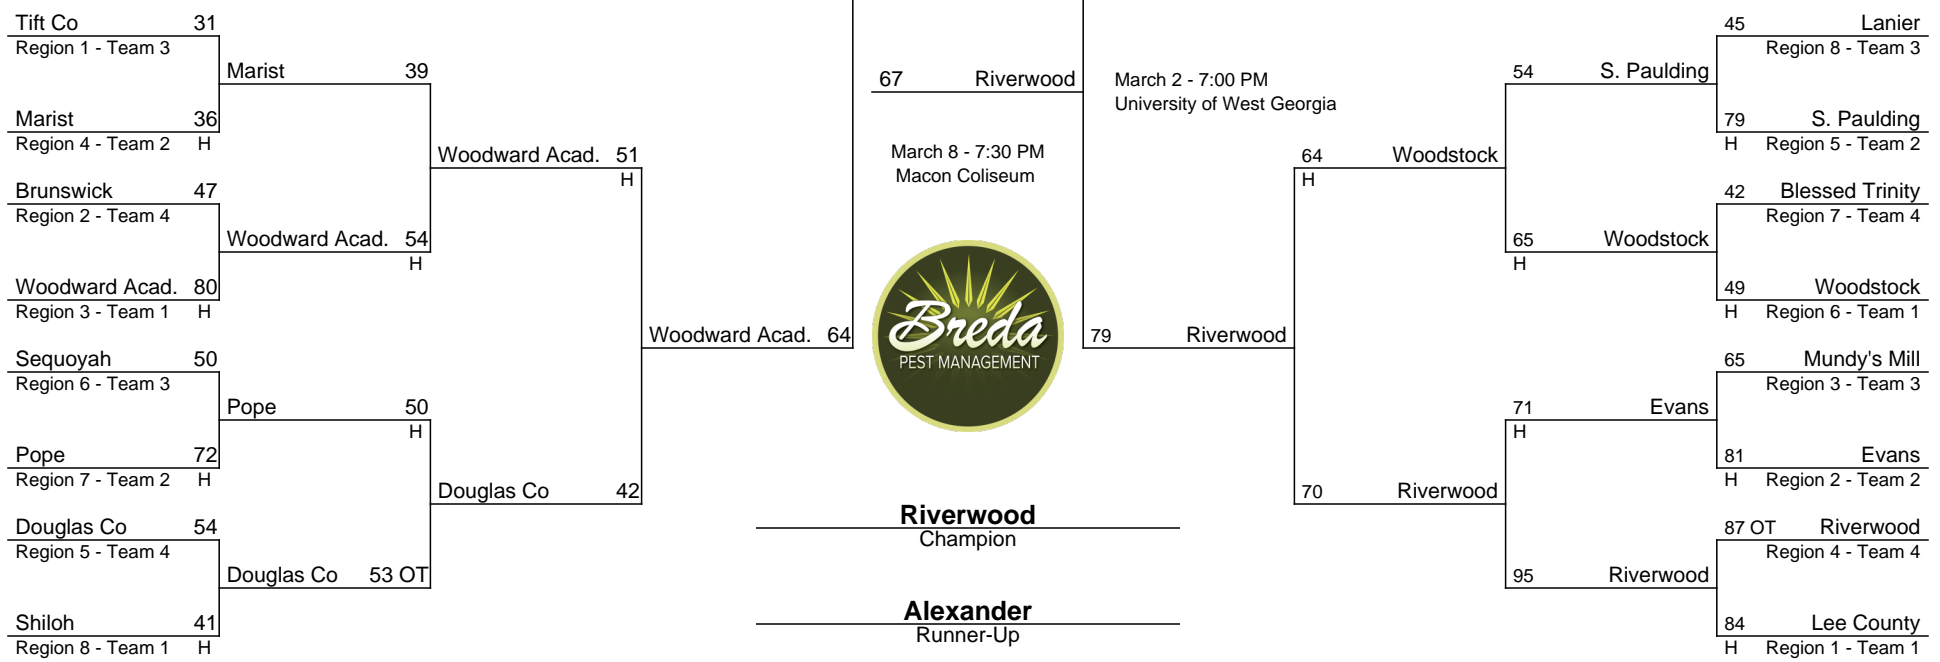 Tift Co 31
Region 1 - Team 3
Marist 39
Marist 36
Region 4 - Team 2 H
Woodward Acad. 51
H
Brunswick 47
Region 2 - Team 4
Woodward Acad. 54
H
Woodward Acad. 80
Region 3 - Team 1 H
Woodward Acad. 64
Sequoyah 50
Region 6 - Team 3
Pope 50
H
Pope 72
Region 7 - Team 2 H
Douglas Co 42
Douglas Co 54
Region 5 - Team 4
Douglas Co 53 OT
Shiloh 41
Region 8 - Team 1 H
67 Riverwood
March 8 - 7:30 PM
Macon Coliseum
Breda
PEST MANAGEMENT
Riverwood
Champion
Alexander
Runner-Up
March 2 - 7:00 PM
University of West Georgia
45 Lanier
Region 8 - Team 3
54 S. Paulding
79 S. Paulding
H Region 5 - Team 2
64 Woodstock
H
42 Blessed Trinity
Region 7 - Team 4
65 Woodstock
H
49 Woodstock
H Region 6 - Team 1
79 Riverwood
65 Mundy's Mill
Region 3 - Team 3
71 Evans
H
81 Evans
H Region 2 - Team 2
70 Riverwood
87 OT Riverwood
Region 4 - Team 4
95 Riverwood
84 Lee County
H Region 1 - Team 1